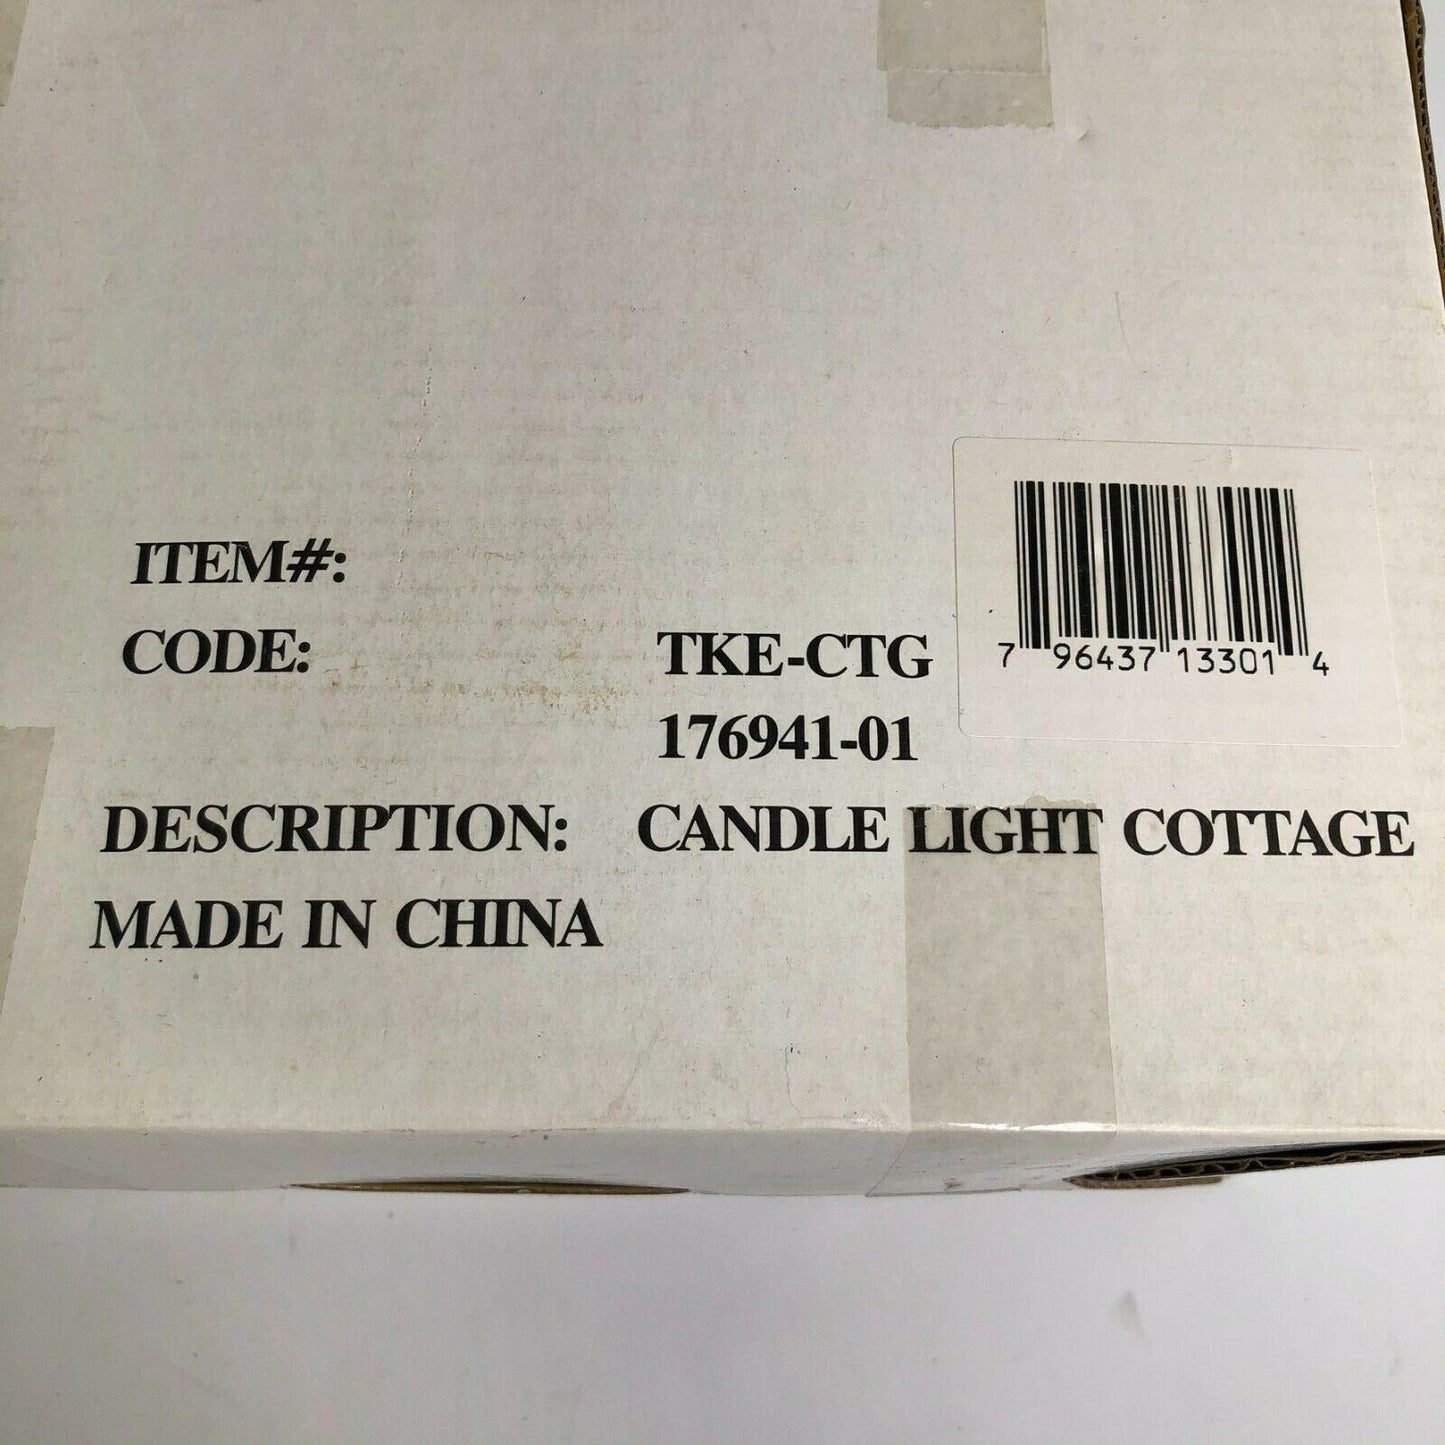 ITEM#:
CODE: TKE-CTG
176941-01
7 96437 13301 4
DESCRIPTION: CANDLE LIGHT COTTAGE
MADE IN CHINA